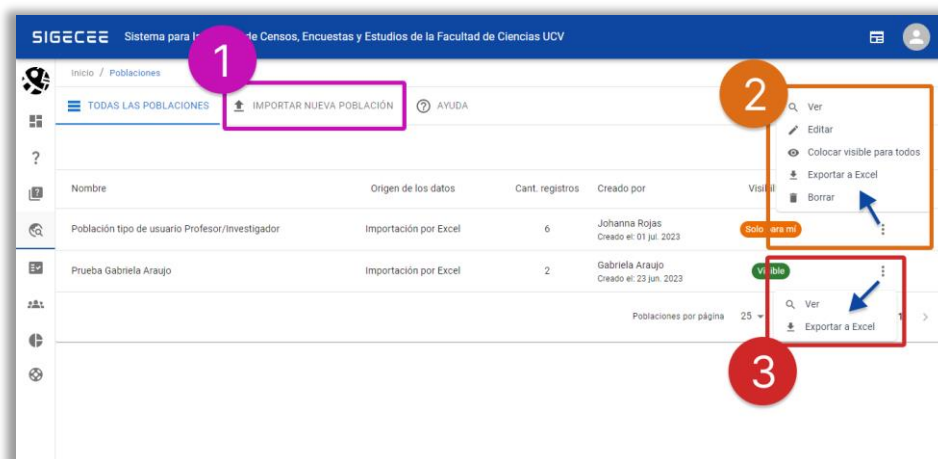 SIGECEE Sistema para la de Censos, Encuestas y Estudios de la Facultad de Ciencias UCV
1
Inicio / Poblaciones
TODAS LAS POBLACIONES IMPORTAR NUEVA POBLACIÓN AYUDA
2
Ver
Editar
Colocar visible para todos
Exportar a Excel
Borrar
Nombre Origen de los datos Cant. registros Creado por
Población tipo de usuario Profesor/Investigador Importación por Excel 6 Johanna Rojas Solo para mí
Creado el: 01 jul. 2023
Prueba Gabriela Araujo Importación por Excel 2 Gabriela Araujo Visible
Creado el: 23 jun. 2023
Poblaciones por página 25
Ver
Exportar a Excel
3